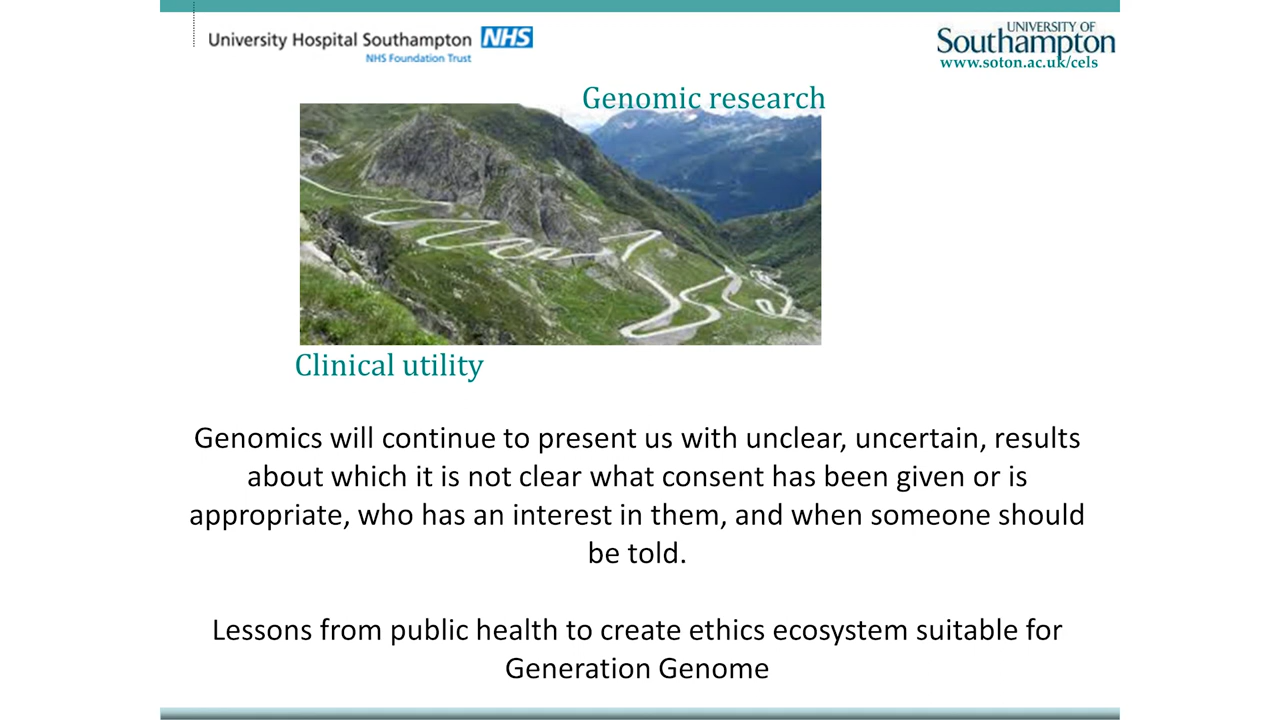 University Hospital Southampton NHS
NHS Foundation Trust
UNIVERSITY OF
Southampton
www.soton.ac.uk/cels
Genomic research
Clinical utility
Genomics will continue to present us with unclear, uncertain, results
about which it is not clear what consent has been given or is
appropriate, who has an interest in them, and when someone should
be told.
Lessons from public health to create ethics ecosystem suitable for
Generation Genome